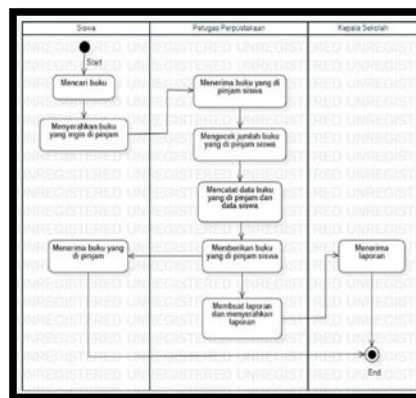 Siswa
Petugas Perpustakaan
Kepala Sekolah
Start
Mencari buku
Menyerahkan buku
yang ingin di pinjam
Menerima buku yang di
pinjam siswa
Mengecek jumlah buku
yang di pinjam siswa
Mencatat data buku
yang di pinjam dan
data siswa
Menerima buku yang
di pinjam
Memberikan buku
yang di pinjam siswa
Menerima
laporan
Membuat laporan
dan menyerahkan
laporan
End